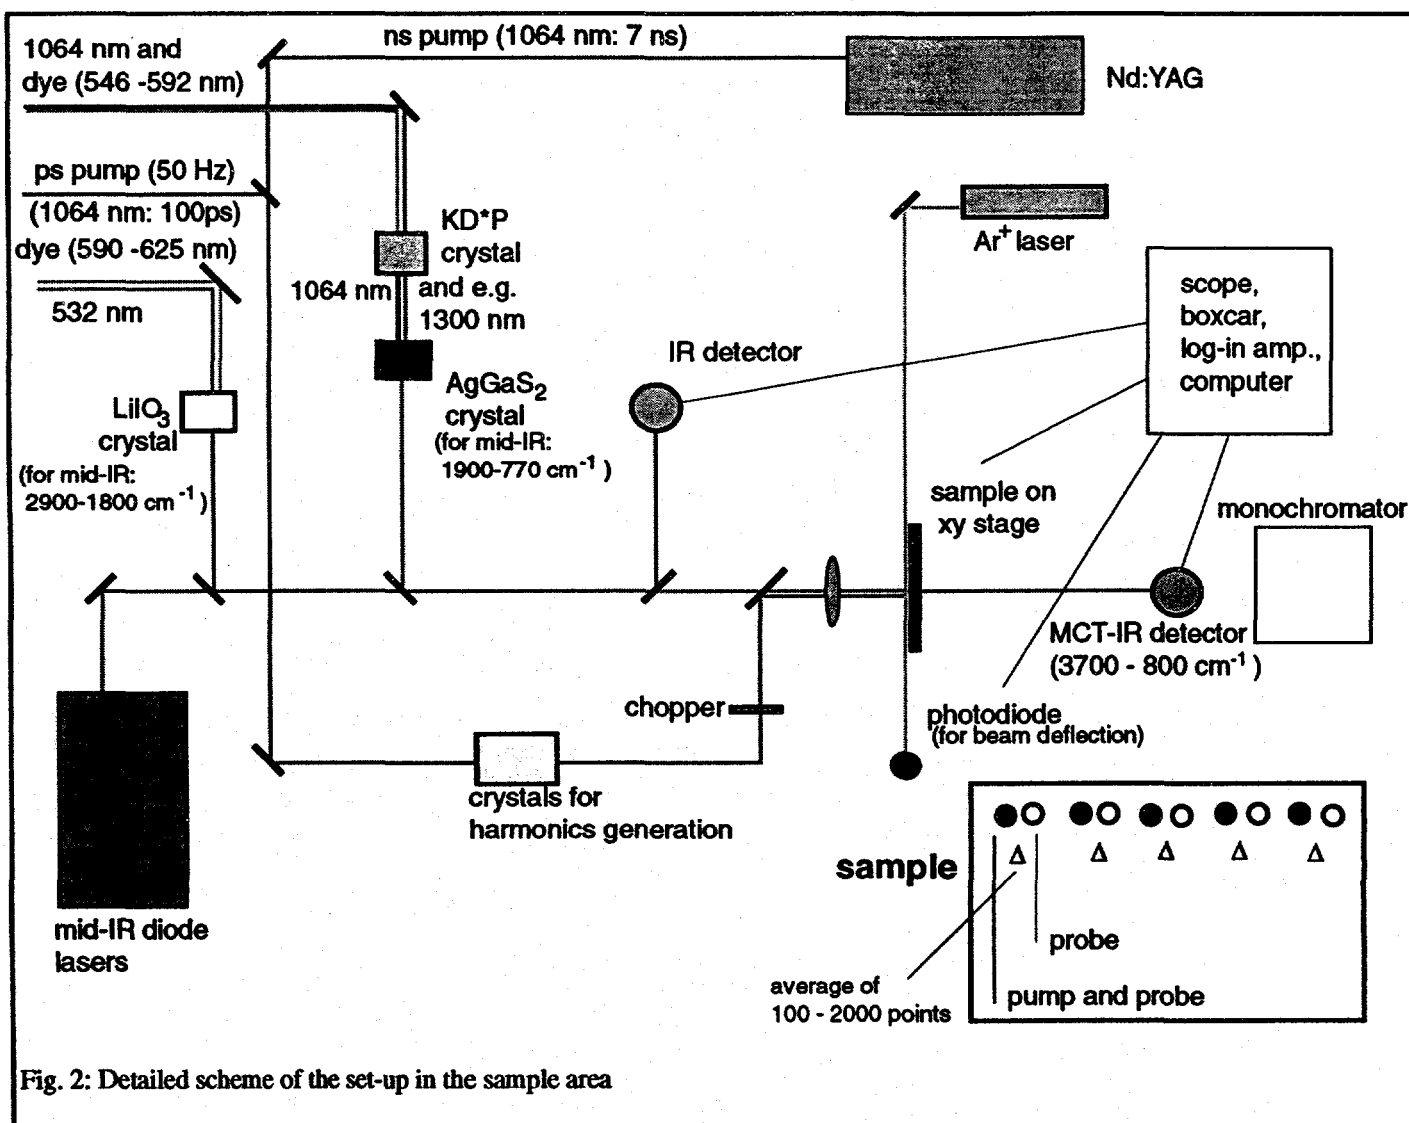 1064 nm and
dye (546 -592 nm)
ns pump (1064 nm: 7 ns)
Nd:YAG
ps pump (50 Hz)
(1064 nm: 100ps)
dye (590 -625 nm)
532 nm
KD*P
crystal
1064 nm
and e.g.
1300 nm
Ar+ laser
scope,
boxcar,
log-in amp.,
computer
IR detector
LiIO3
crystal
(for mid-IR:
2900-1800 cm-1 )
AgGaS2
crystal
(for mid-IR:
1900-770 cm-1 )
sample on
xy stage
monochromator
MCT-IR detector
(3700 - 800 cm-1 )
chopper
photodiode
(for beam deflection)
crystals for
harmonics generation
mid-IR diode
lasers
sample
Δ Δ Δ Δ Δ
probe
pump and probe
average of
100 - 2000 points
Fig. 2: Detailed scheme of the set-up in the sample area